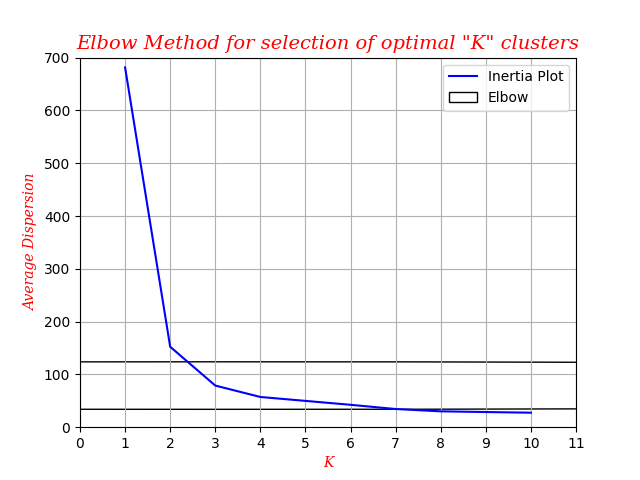 Elbow Method for selection of optimal "K" clusters
700
600
500
400
300
200
100
0
Average Dispersion
Inertia Plot
Elbow
0 1 2 3 4 5 6 7 8 9 10 11
K